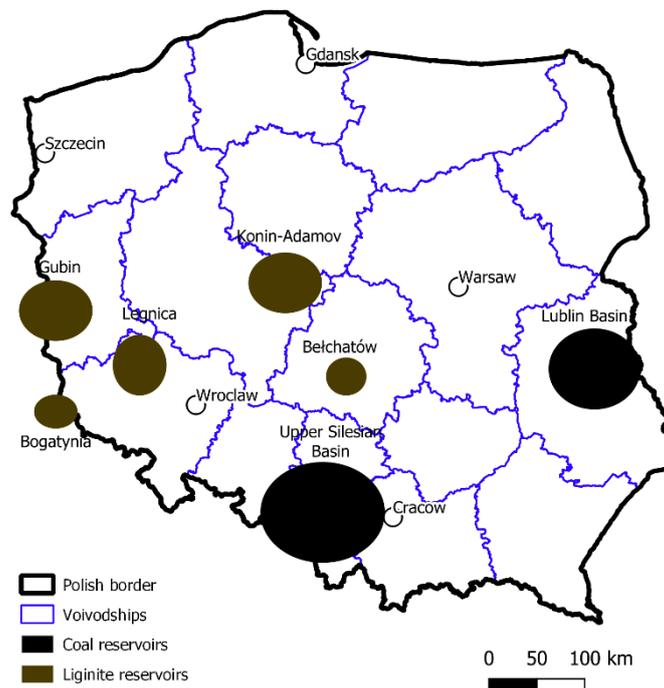 Gdansk
Szczecin
Konin-Adamov
Gubin
Warsaw
Legnica
Lublin Basin
Bełchatów
Wroclaw
Bogatynia
Upper Silesian
Basin
Cracow
Polish border
Voivodships
Coal reservoirs
Liginite reservoirs
0 50 100 km